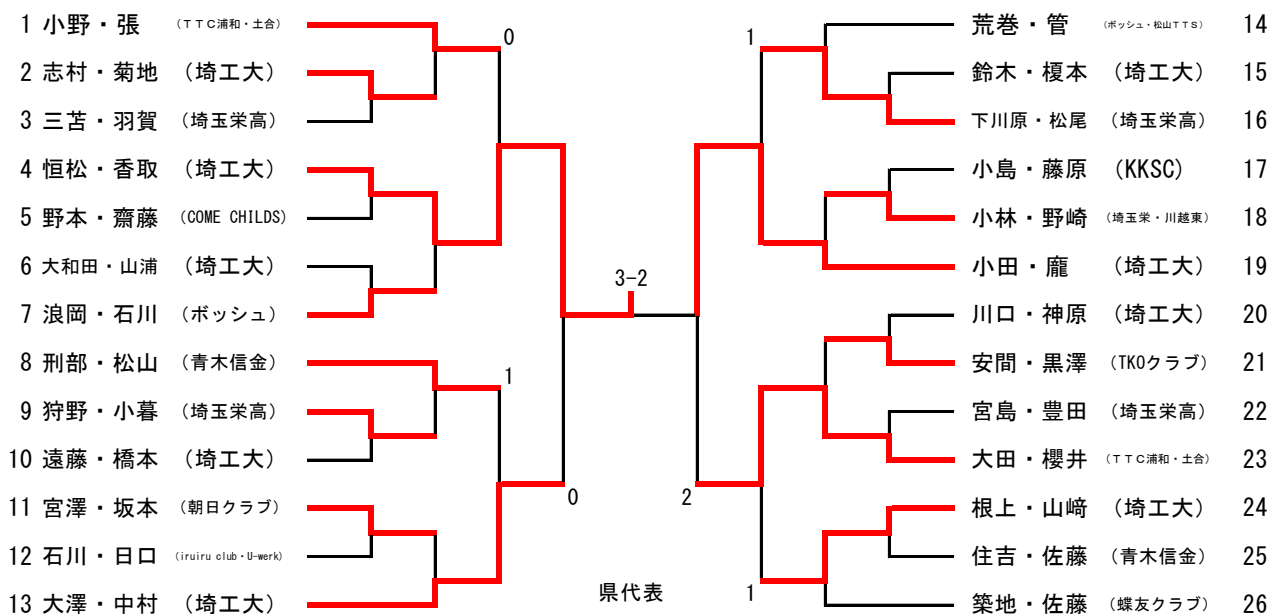 1 小野・張 (TTC浦和・土合)
2 志村・菊地 (埼工大)
3 三苫・羽賀 (埼玉栄高)
4 恒松・香取 (埼工大)
5 野本・齋藤 (COME CHILDS)
6 大和田・山浦 (埼工大)
7 浪岡・石川 (ボッシュ)
8 刑部・松山 (青木信金)
9 狩野・小暮 (埼玉栄高)
10 遠藤・橋本 (埼工大)
11 宮澤・坂本 (朝日クラブ)
12 石川・日口 (iruiru club・U-werk)
13 大澤・中村 (埼工大)
0
1
0
3-2
県代表
1
2
1
荒巻・管 (ボッシュ・松山TTS) 14
鈴木・榎本 (埼工大) 15
下川原・松尾 (埼玉栄高) 16
小島・藤原 (KKSC) 17
小林・野崎 (埼玉栄・川越東) 18
小田・龐 (埼工大) 19
川口・神原 (埼工大) 20
安間・黒澤 (TKOクラブ) 21
宮島・豊田 (埼玉栄高) 22
大田・櫻井 (TTC浦和・土合) 23
根上・山﨑 (埼工大) 24
住吉・佐藤 (青木信金) 25
築地・佐藤 (蝶友クラブ) 26